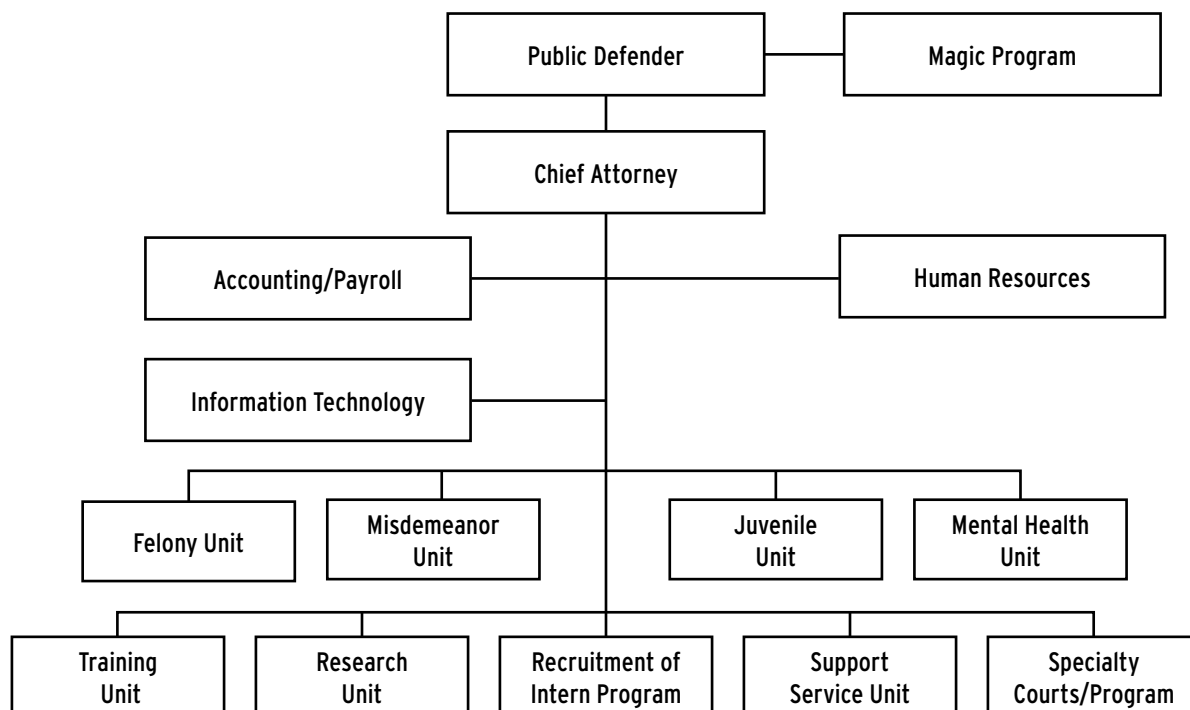 Public Defender
Magic Program
Chief Attorney
Accounting/Payroll
Human Resources
Information Technology
Felony Unit
Misdemeanor
Unit
Juvenile
Unit
Mental Health
Unit
Training
Unit
Research
Unit
Recruitment of
Intern Program
Support
Service Unit
Specialty
Courts/Program